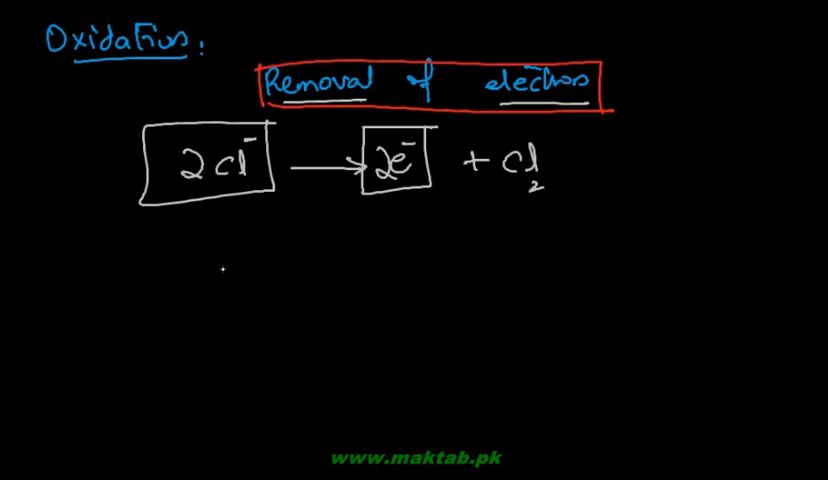 Oxidation:
Removal of electrons
2Cl⁻ → 2e⁻ + Cl₂
www.maktab.pk